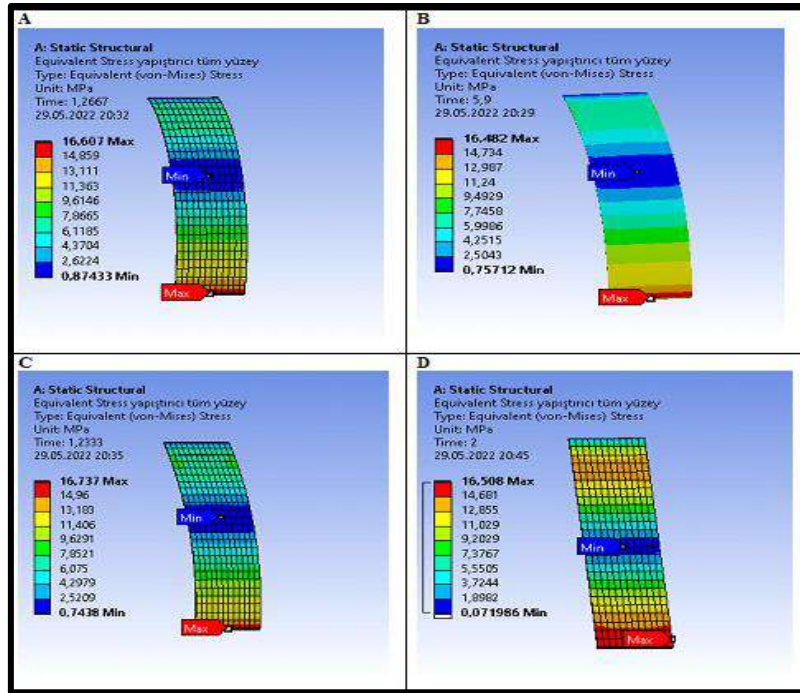 A
A: Static Structural
Equivalent Stress yapıştırıcı tüm yüzey
Type: Equivalent (von-Mises) Stress
Unit: MPa
Time: 1,2667
29.05.2022 20:32
16,607 Max
14,859
13,111
11,363
9,6146
7,8665
6,1185
4,3704
2,6224
0,87433 Min
Min
Max
B
A: Static Structural
Equivalent Stress yapıştırıcı tüm yüzey
Type: Equivalent (von-Mises) Stress
Unit: MPa
Time: 5,9
29.05.2022 20:29
16,482 Max
14,734
12,987
11,24
9,4929
7,7458
5,9986
4,2515
2,5043
0,75712 Min
Min
Max
C
A: Static Structural
Equivalent Stress yapıştırıcı tüm yüzey
Type: Equivalent (von-Mises) Stress
Unit: MPa
Time: 1,2333
29.05.2022 20:35
16,737 Max
14,96
13,183
11,406
9,6291
7,8521
6,075
4,2979
2,5209
0,7438 Min
Min
Max
D
A: Static Structural
Equivalent Stress yapıştırıcı tüm yüzey
Type: Equivalent (von-Mises) Stress
Unit: MPa
Time: 2
29.05.2022 20:45
16,508 Max
14,681
12,855
11,029
9,2029
7,3767
5,5505
3,7244
1,8982
0,071986 Min
Min
Max